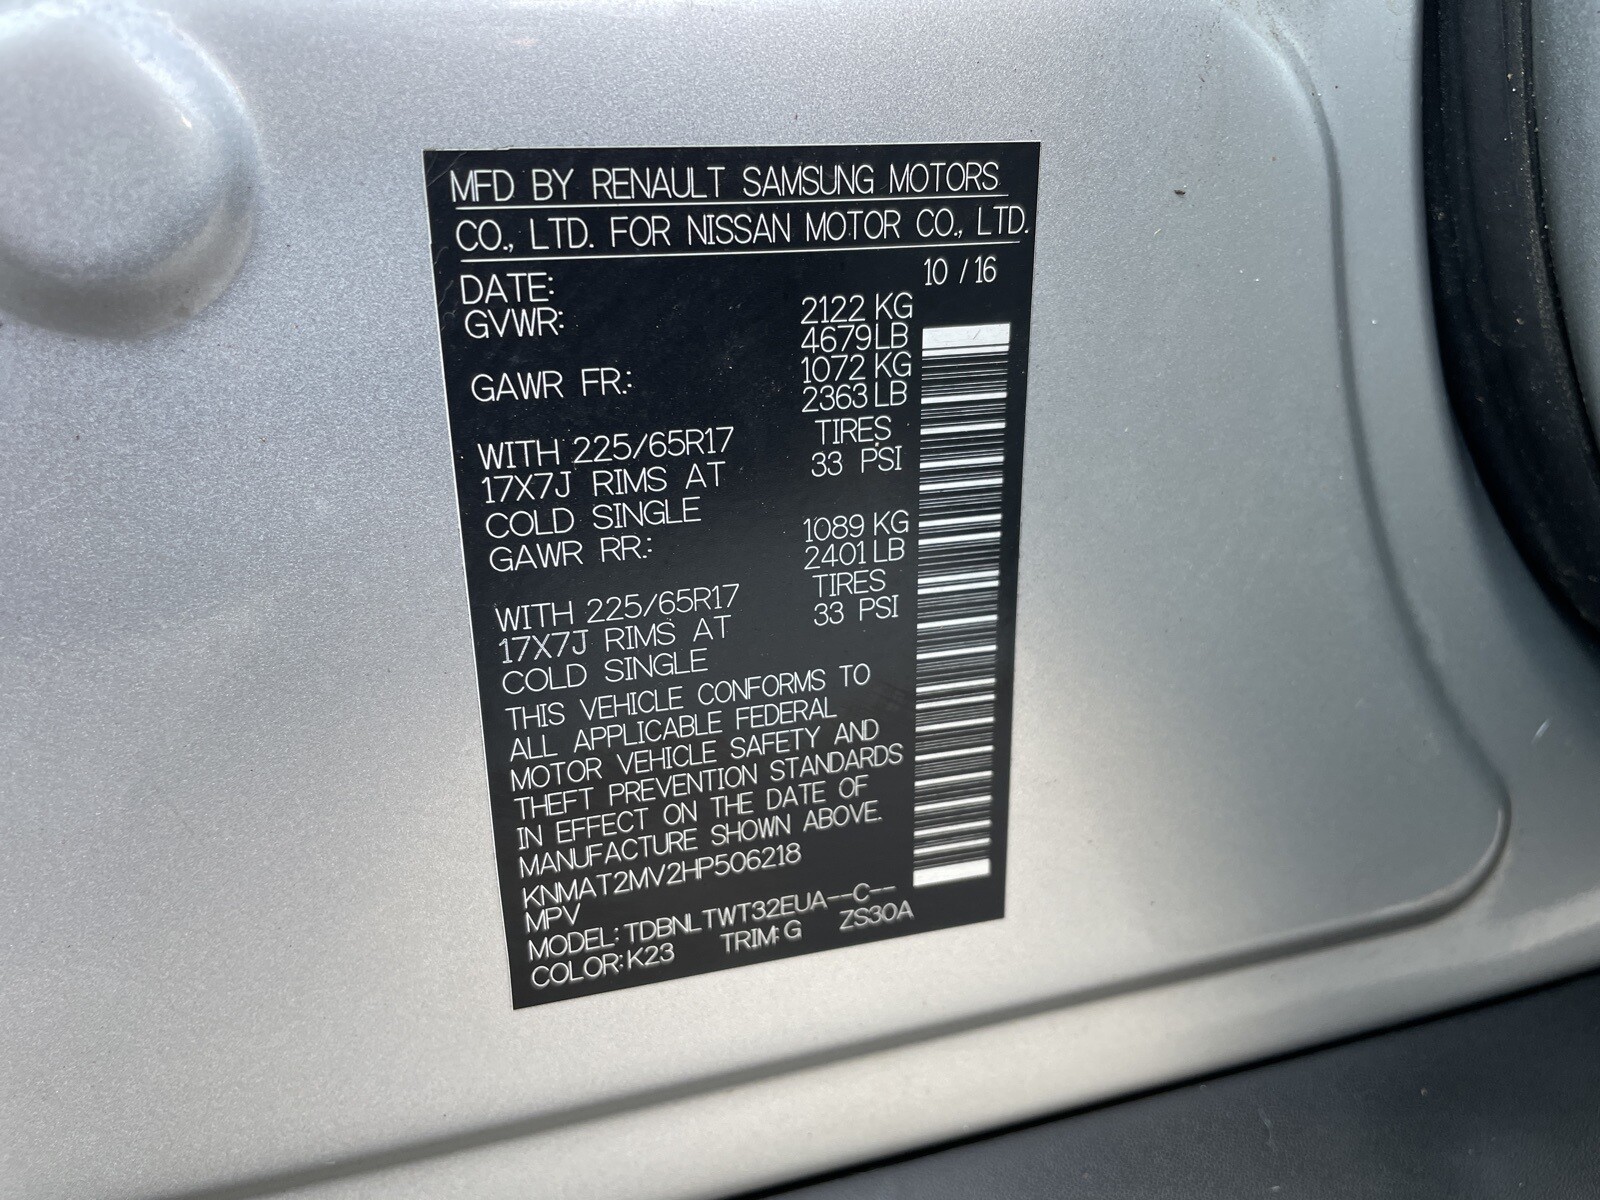 MFD BY RENAULT SAMSUNG MOTORS
CO., LTD. FOR NISSAN MOTOR CO., LTD.
DATE: 10 / 16
GVWR: 2122 KG
4679 LB
GAWR FR.: 1072 KG
2363 LB
WITH 225/65R17 TIRES
17X7J RIMS AT 33 PSI
COLD SINGLE
GAWR RR.: 1089 KG
2401 LB
WITH 225/65R17 TIRES
17X7J RIMS AT 33 PSI
COLD SINGLE
THIS VEHICLE CONFORMS TO
ALL APPLICABLE FEDERAL
MOTOR VEHICLE SAFETY AND
THEFT PREVENTION STANDARDS
IN EFFECT ON THE DATE OF
MANUFACTURE SHOWN ABOVE.
KNMAT2MV2HP506218
MPV
MODEL: TDBNLTWT32EUA--C--
COLOR: K23 TRIM: G ZS30A